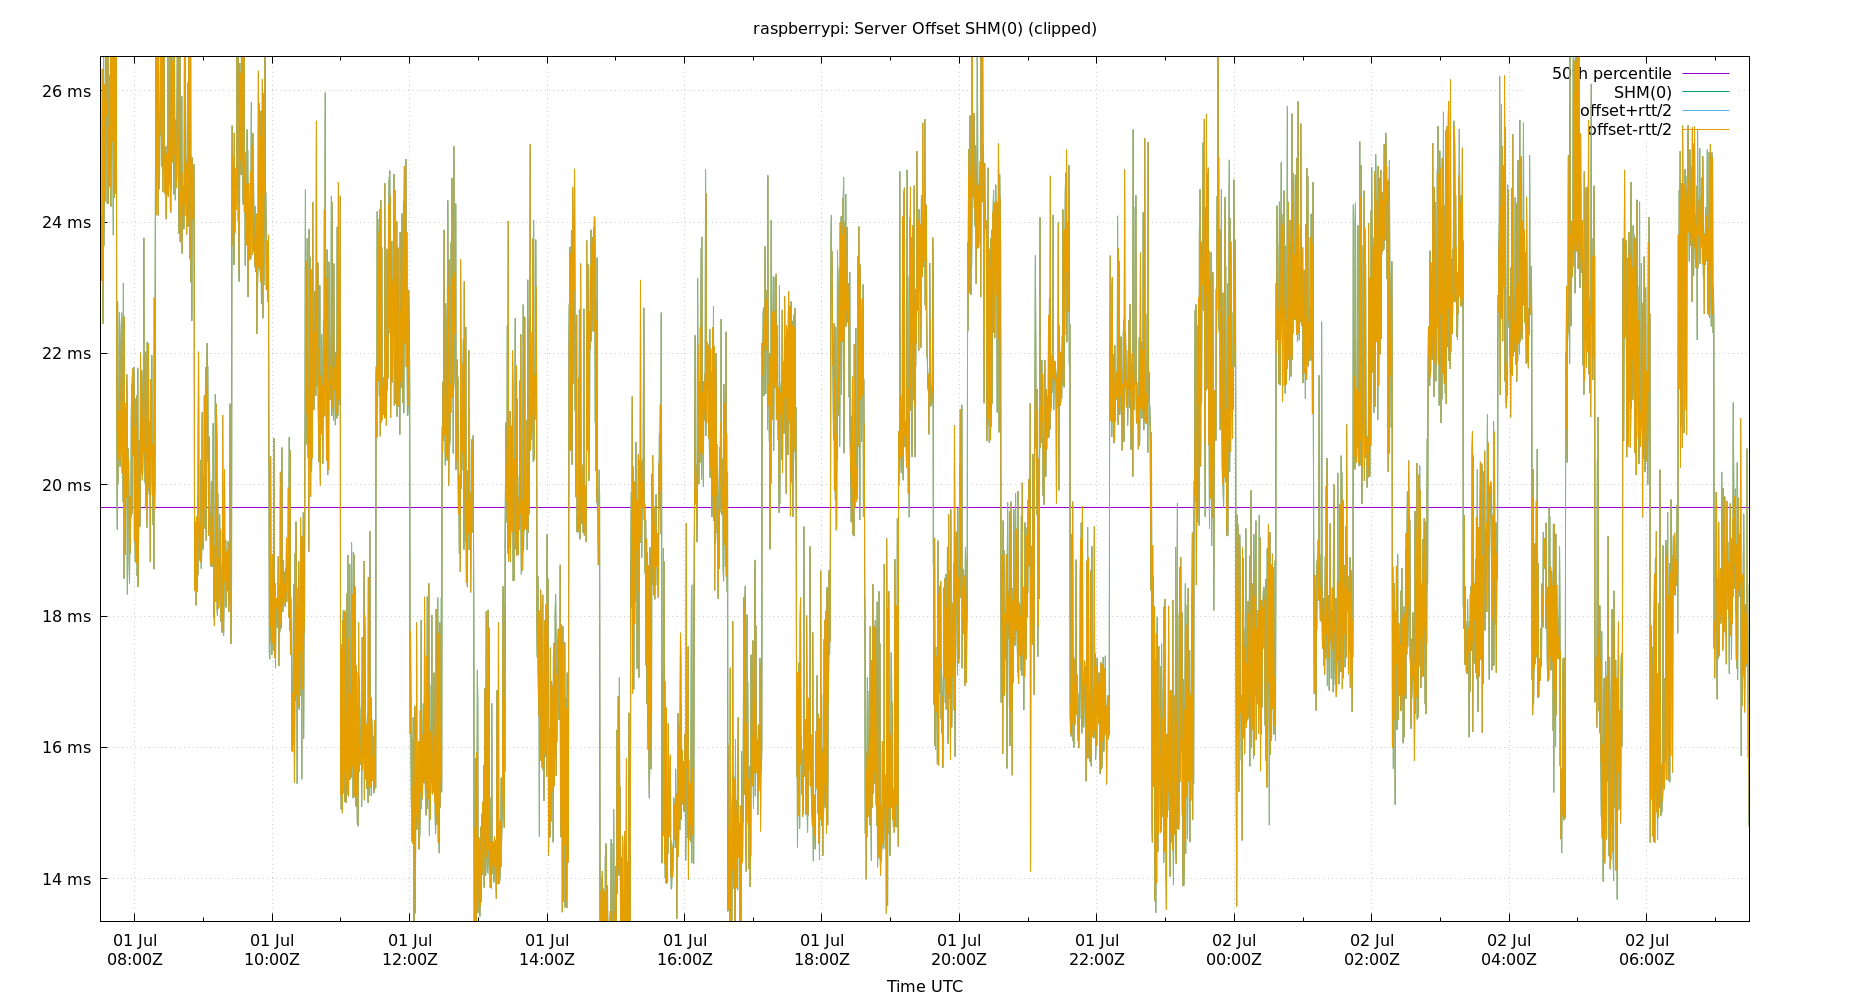 raspberrypi: Server Offset SHM(0) (clipped)
26 ms
24 ms
22 ms
20 ms
18 ms
16 ms
14 ms
50th percentile
SHM(0)
offset+rtt/2
offset-rtt/2
01 Jul 01 Jul 01 Jul 01 Jul 01 Jul 01 Jul 01 Jul 01 Jul 02 Jul 02 Jul 02 Jul 02 Jul
08:00Z 10:00Z 12:00Z 14:00Z 16:00Z 18:00Z 20:00Z 22:00Z 00:00Z 02:00Z 04:00Z 06:00Z
Time UTC